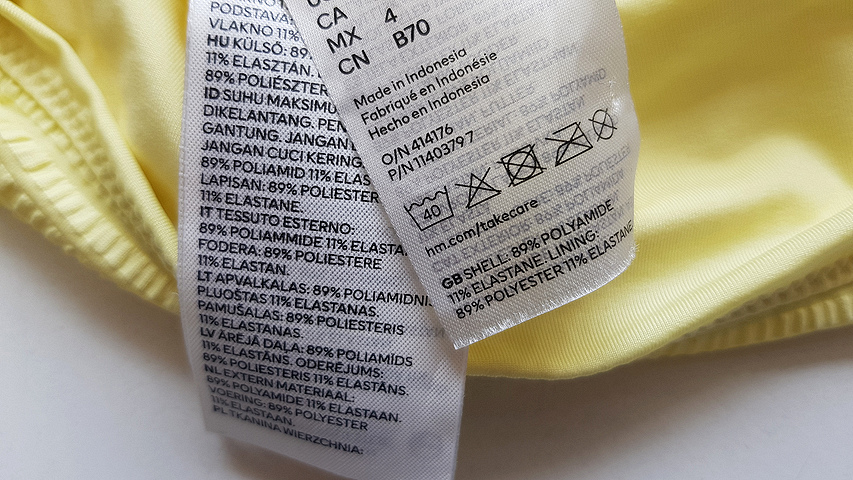 PODSTAVA:
VLAKNO 11%
HU KÜLSŐ: 89
11% ELASZTÁN.
89% POLIÉSZTER
ID SUHU MAKSIMU
DIKELANTANG. PEN
GANTUNG. JANGAN
JANGAN CUCI KERING
89% POLIAMID 11% ELAS
LAPISAN: 89% POLIESTER
11% ELASTANE.
IT TESSUTO ESTERNO:
89% POLIAMMIDE 11% ELASTA
FODERA: 89% POLIESTERE
11% ELASTAN.
LT APVALKALAS: 89% POLIAMIDNI
PLUOŠTAS 11% ELASTANAS.
PAMUŠALAS: 89% POLIESTERIS
11% ELASTANAS.
LV ĀRĒJĀ DAĻA: 89% POLIAMĪDS
11% ELASTĀNS. ODERĒJUMS:
89% POLIESTERIS 11% ELASTĀNS.
NL EXTERN MATERIAAL:
89% POLYAMIDE 11% ELASTAAN.
VOERING: 89% POLYESTER
11% ELASTAAN.
PL TKANINA WIERZCHNIA:
CA 4
MX
CN B70
Made in Indonesia
Fabriqué en Indonésie
Hecho en Indonesia
O/N 414176
P/N 1140379 7
40
hm.com/takecare
GB SHELL: 89% POLYAMIDE
11% ELASTANE. LINING:
89% POLYESTER 11% ELASTANE